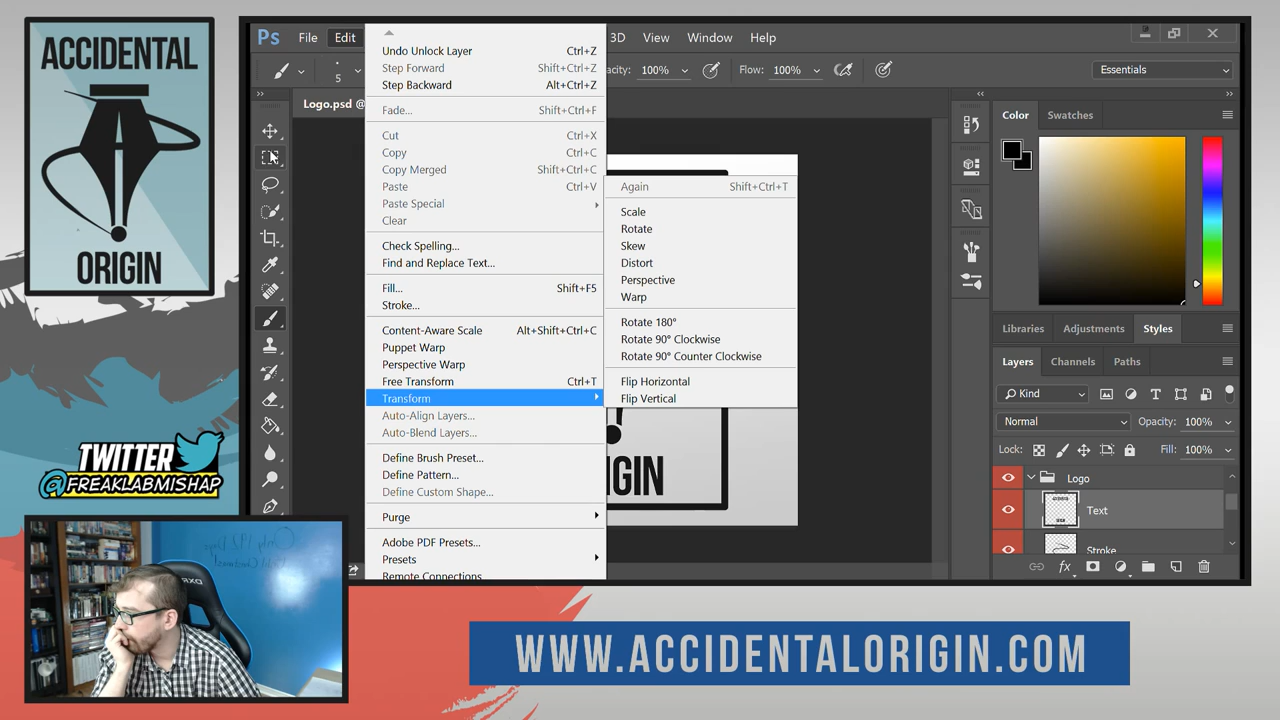 ACCIDENTAL
ORIGIN
TWITTER
@FREAKLABMISHAP
Ps File Edit 3D View Window Help
5 acity: 100% Flow: 100% Essentials
Logo.psd @
Undo Unlock Layer Ctrl+Z
Step Forward Shift+Ctrl+Z
Step Backward Alt+Ctrl+Z
Fade... Shift+Ctrl+F
Cut Ctrl+X
Copy Ctrl+C
Copy Merged Shift+Ctrl+C
Paste Ctrl+V
Paste Special
Clear
Check Spelling...
Find and Replace Text...
Fill... Shift+F5
Stroke...
Content-Aware Scale Alt+Shift+Ctrl+C
Puppet Warp
Perspective Warp
Free Transform Ctrl+T
Transform
Auto-Align Layers...
Auto-Blend Layers...
Define Brush Preset...
Define Pattern...
Define Custom Shape...
Purge
Adobe PDF Presets...
Presets
Remote Connections
Again Shift+Ctrl+T
Scale
Rotate
Skew
Distort
Perspective
Warp
Rotate 180°
Rotate 90° Clockwise
Rotate 90° Counter Clockwise
Flip Horizontal
Flip Vertical
IGIN
Color Swatches
Libraries Adjustments Styles
Layers Channels Paths
Kind
Normal Opacity: 100%
Lock: Fill: 100%
Logo
Text
Stroke
fx
WWW.ACCIDENTALORIGIN.COM